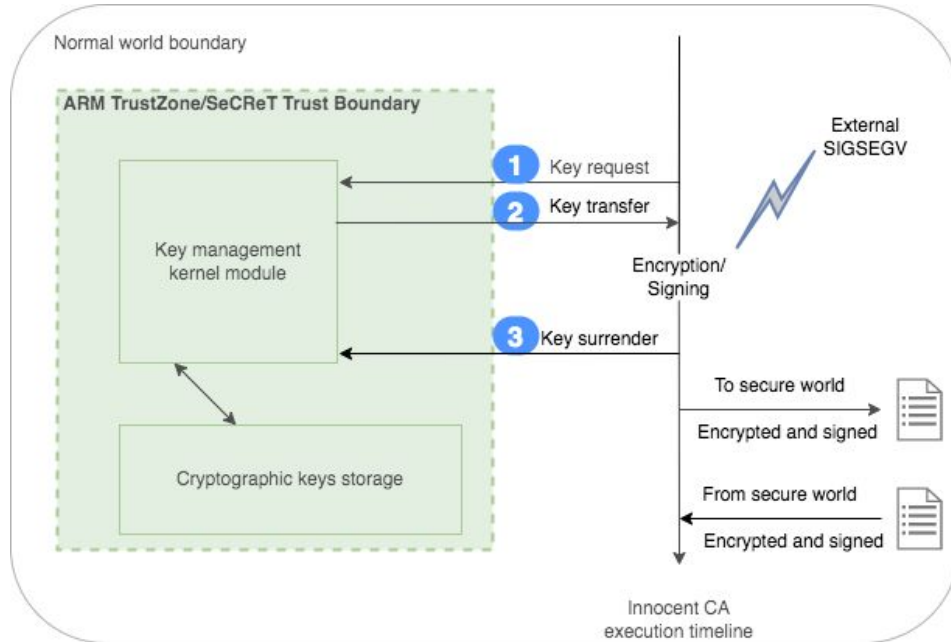 Normal world boundary
ARM TrustZone/SeCReT Trust Boundary
External
SIGSEGV
1
Key request
2
Key transfer
Key management
kernel module
Encryption/
Signing
3
Key surrender
To secure world
Encrypted and signed
Cryptographic keys storage
From secure world
Encrypted and signed
Innocent CA
execution timeline